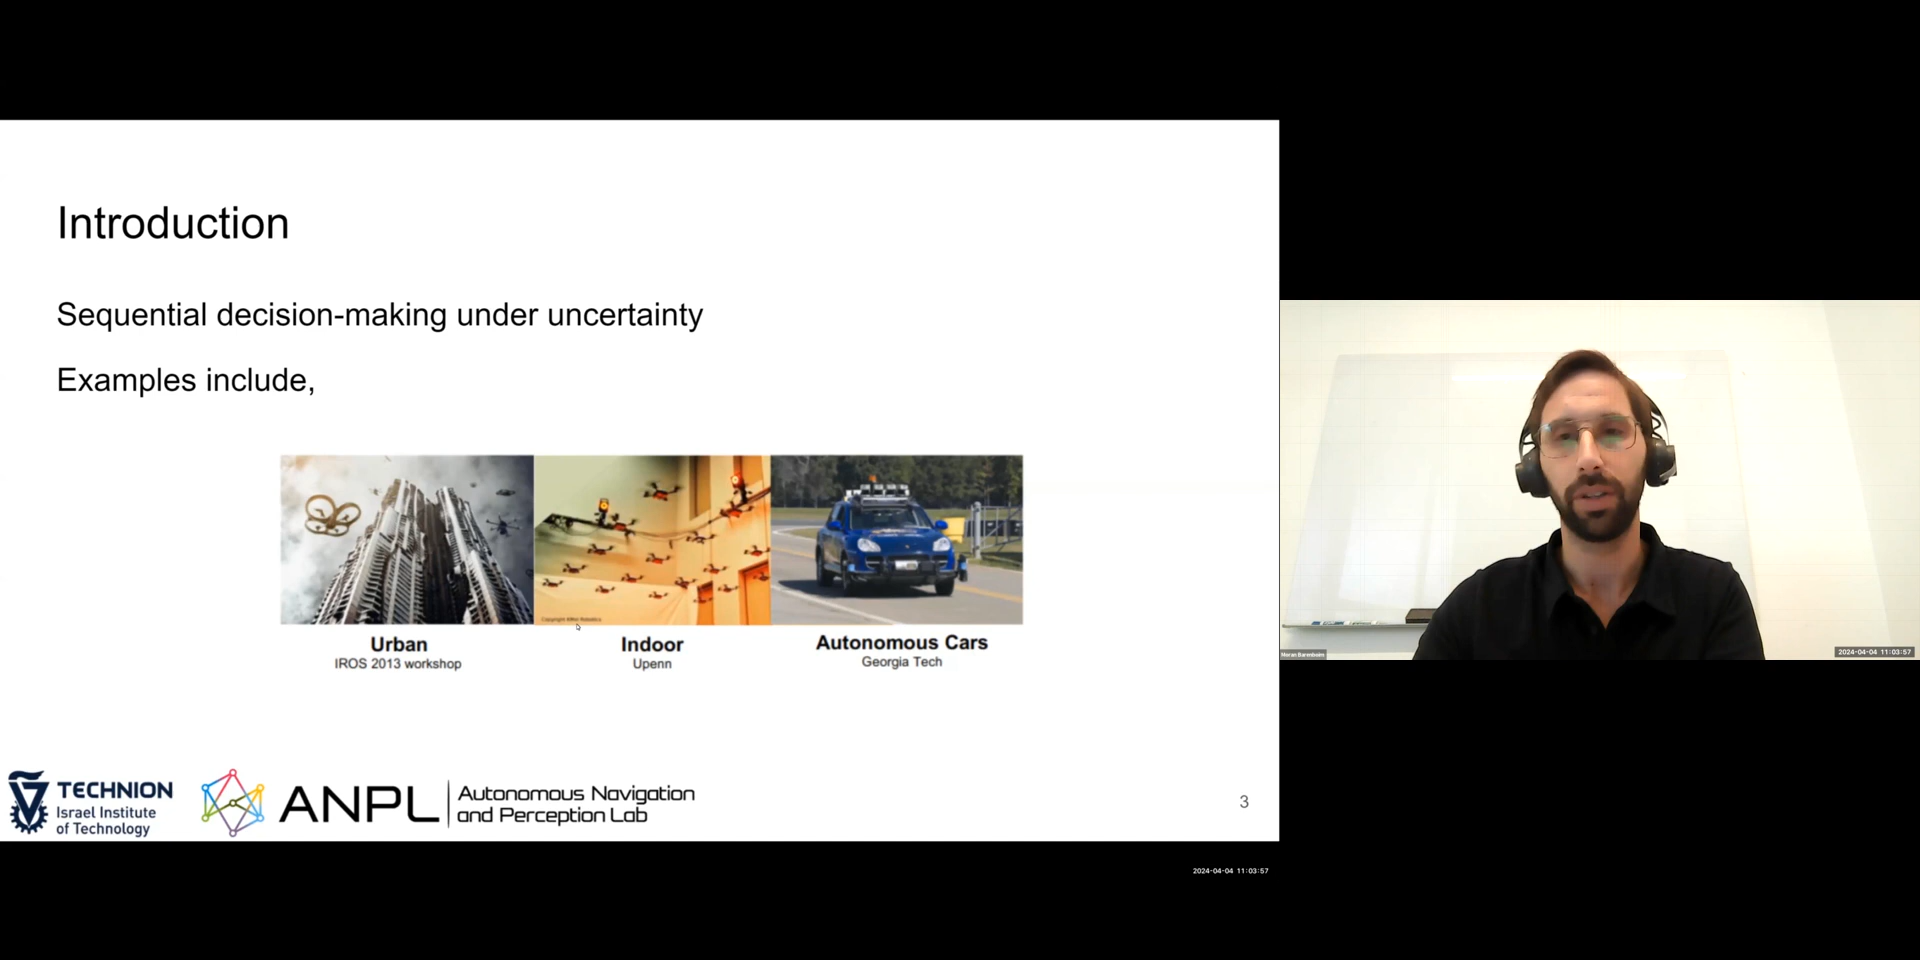 Introduction
Sequential decision-making under uncertainty
Examples include,
Urban
IROS 2013 workshop
Indoor
Upenn
Autonomous Cars
Georgia Tech
TECHNION
Israel Institute
of Technology
ANPL
Autonomous Navigation
and Perception Lab
3
Moran Barenboim
2024-04-04 11:03:57
2024-04-04 11:03:57